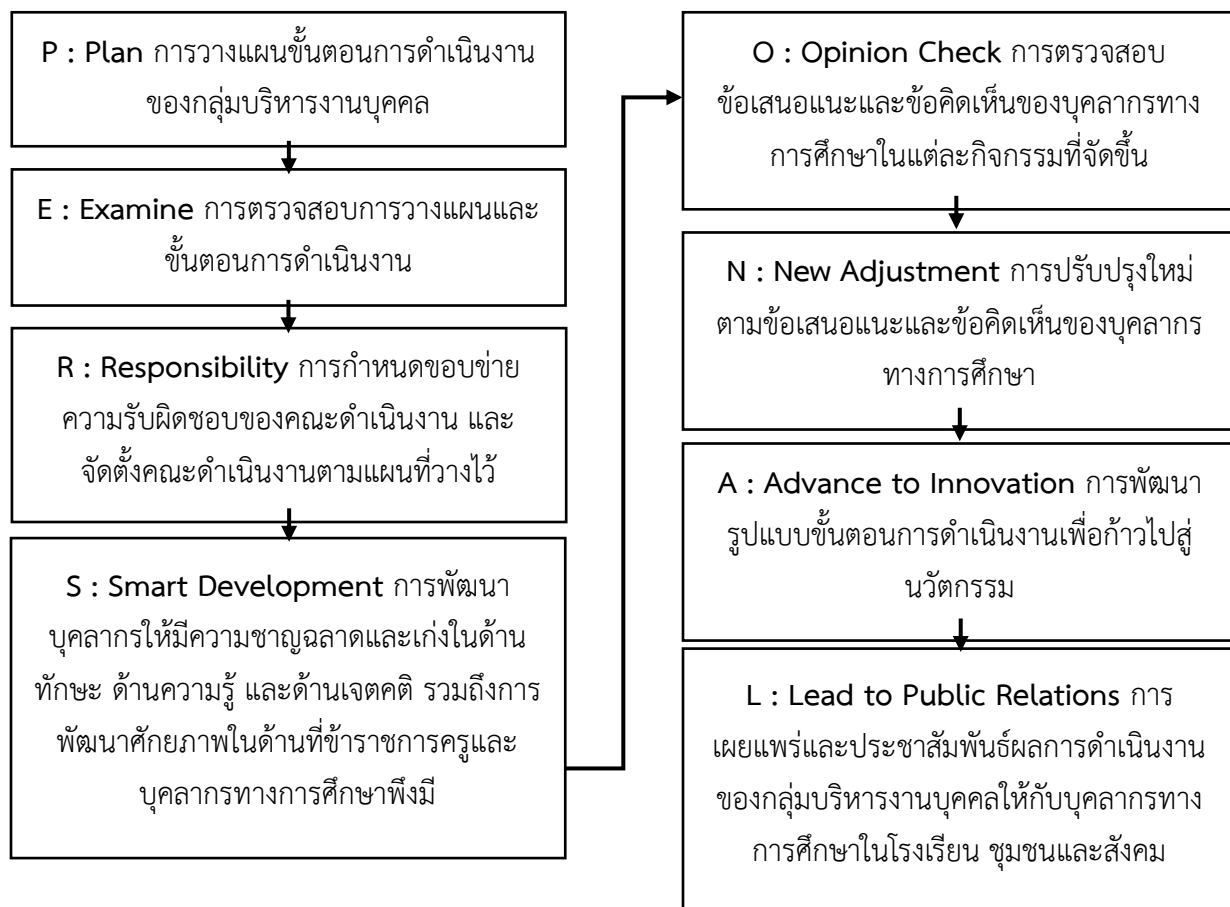 P : Plan การวางแผนขั้นตอนการดำเนินงาน
ของกลุ่มบริหารงานบุคคล
E : Examine การตรวจสอบการวางแผนและ
ขั้นตอนการดำเนินงาน
R : Responsibility การกำหนดขอบข่าย
ความรับผิดชอบของคณะดำเนินงาน และ
จัดตั้งคณะดำเนินงานตามแผนที่วางไว้
S : Smart Development การพัฒนา
บุคลากรให้มีความชาญฉลาดและเก่งในด้าน
ทักษะ ด้านความรู้ และด้านเจตคติ รวมถึงการ
พัฒนาศักยภาพในด้านที่ข้าราชการครูและ
บุคลากรทางการศึกษาพึงมี
O : Opinion Check การตรวจสอบ
ข้อเสนอแนะและข้อคิดเห็นของบุคลากรทาง
การศึกษาในแต่ละกิจกรรมที่จัดขึ้น
N : New Adjustment การปรับปรุงใหม่
ตามข้อเสนอแนะและข้อคิดเห็นของบุคลากร
ทางการศึกษา
A : Advance to Innovation การพัฒนา
รูปแบบขั้นตอนการดำเนินงานเพื่อก้าวไปสู่
นวัตกรรม
L : Lead to Public Relations การ
เผยแพร่และประชาสัมพันธ์ผลการดำเนินงาน
ของกลุ่มบริหารงานบุคคลให้กับบุคลากรทาง
การศึกษาในโรงเรียน ชุมชนและสังคม